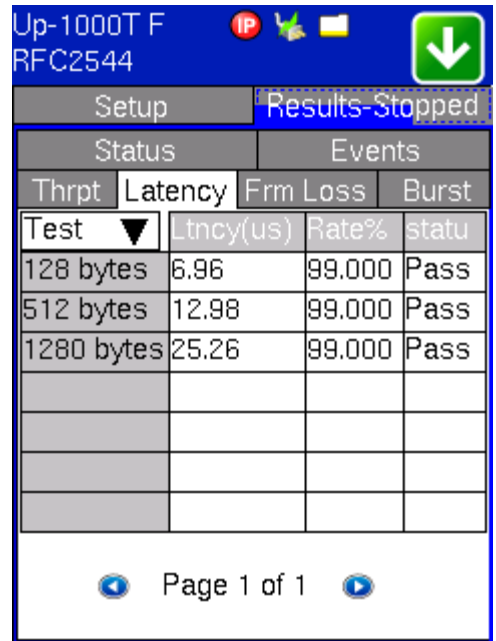 Up-1000T F
IP
RFC2544
Setup Results-Stopped
Status Events
Thrpt Latency Frm Loss Burst
Test Ltncy(us) Rate% statu
128 bytes 6.96 99.000 Pass
512 bytes 12.98 99.000 Pass
1280 bytes 25.26 99.000 Pass
Page 1 of 1